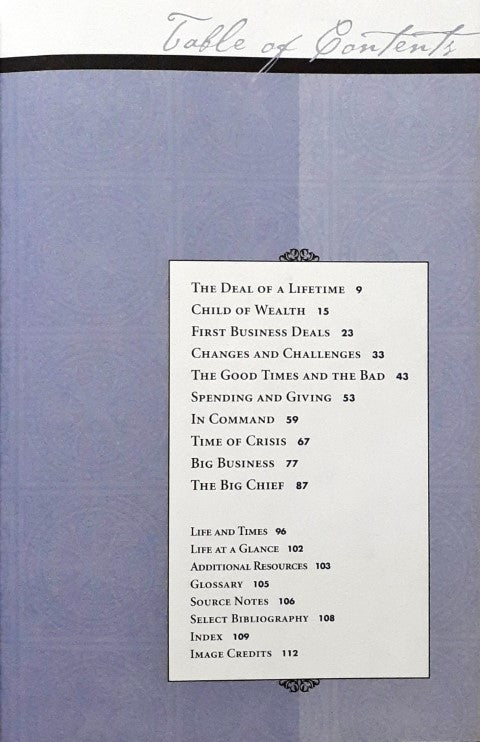 Table of Contents
The Deal of a Lifetime 9
Child of Wealth 15
First Business Deals 23
Changes and Challenges 33
The Good Times and the Bad 43
Spending and Giving 53
In Command 59
Time of Crisis 67
Big Business 77
The Big Chief 87
Life and Times 96
Life at a Glance 102
Additional Resources 103
Glossary 105
Source Notes 106
Select Bibliography 108
Index 109
Image Credits 112